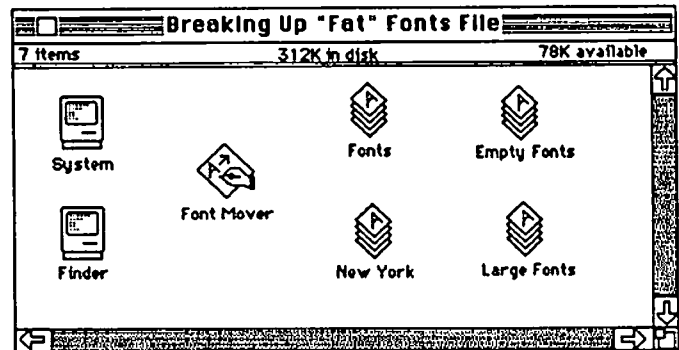 Breaking Up "Fat" Fonts File
7 items 312K in disk 78K available
Fonts Empty Fonts
System
Font Mover
Finder New York Large Fonts